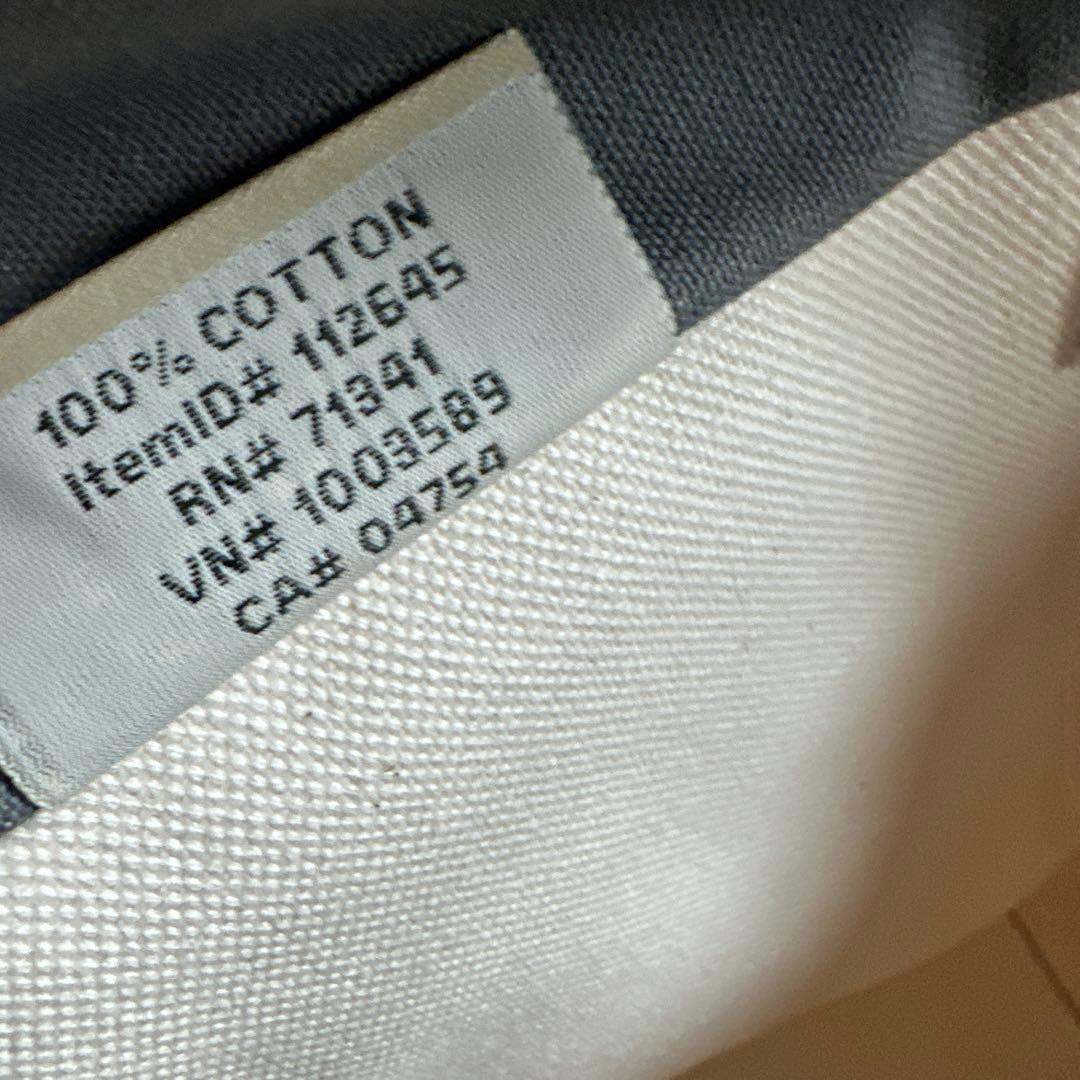 100% COTTON
ItemID# 112645
RN# 71341
VN# 1003589
CA# 04754